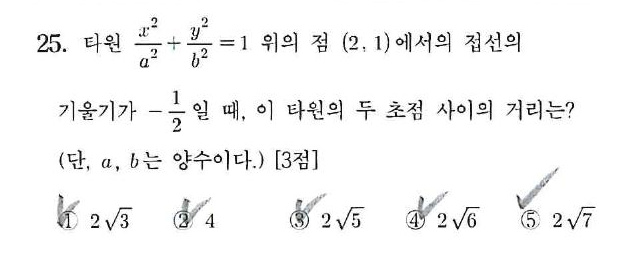 25. 타원 x²/a² + y²/b² = 1 위의 점 (2, 1)에서의 접선의
기울기가 -1/2 일 때, 이 타원의 두 초점 사이의 거리는?
(단, a, b는 양수이다.) [3점]
① 2√3 ② 4 ③ 2√5 ④ 2√6 ⑤ 2√7